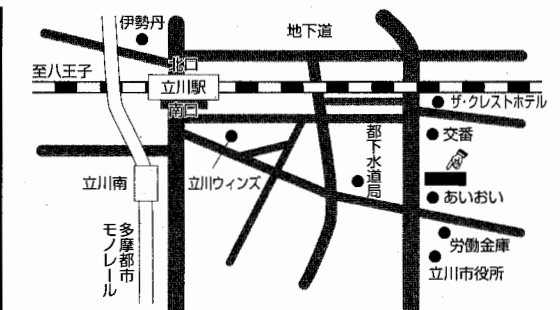 伊勢丹
地下道
至八王子
北口
立川駅
南口
ザ・クレストホテル
交番
都下水道局
立川南
立川ウィンズ
あいおい
多摩都市
モノレール
労働金庫
立川市役所